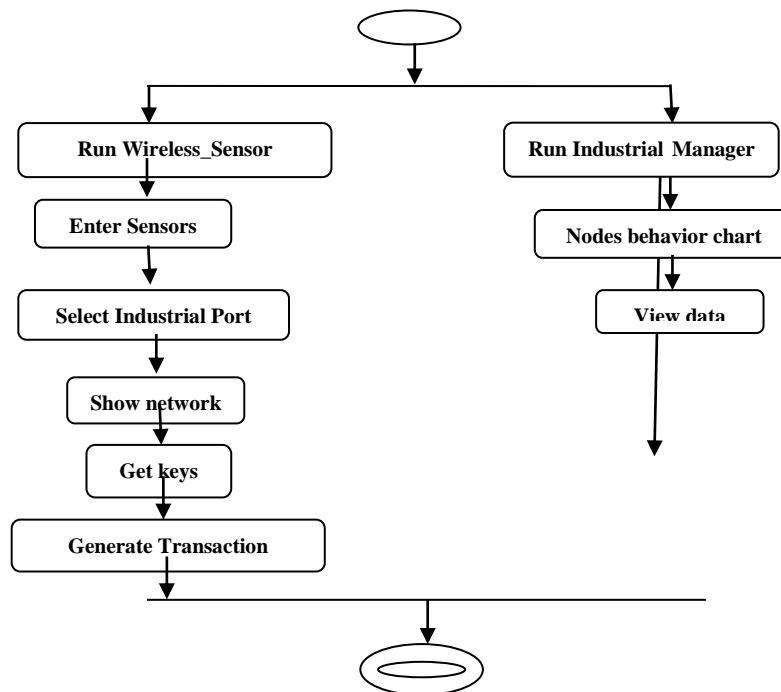 Run Wireless_Sensor
Enter Sensors
Select Industrial Port
Show network
Get keys
Generate Transaction
Run Industrial Manager
Nodes behavior chart
View data